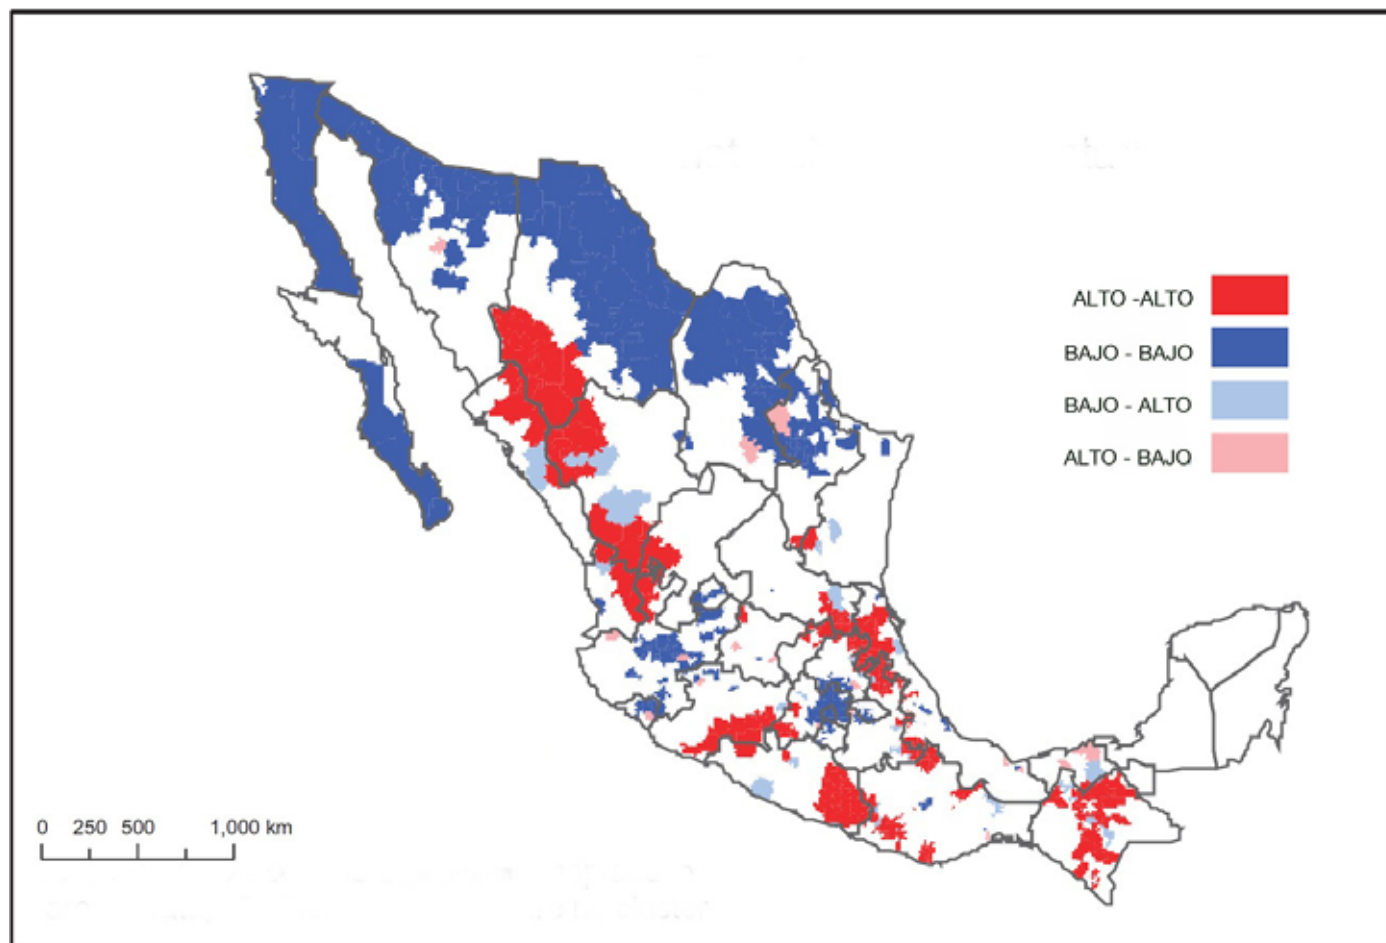 ALTO -ALTO
BAJO - BAJO
BAJO - ALTO
ALTO - BAJO
0 250 500 1,000 km